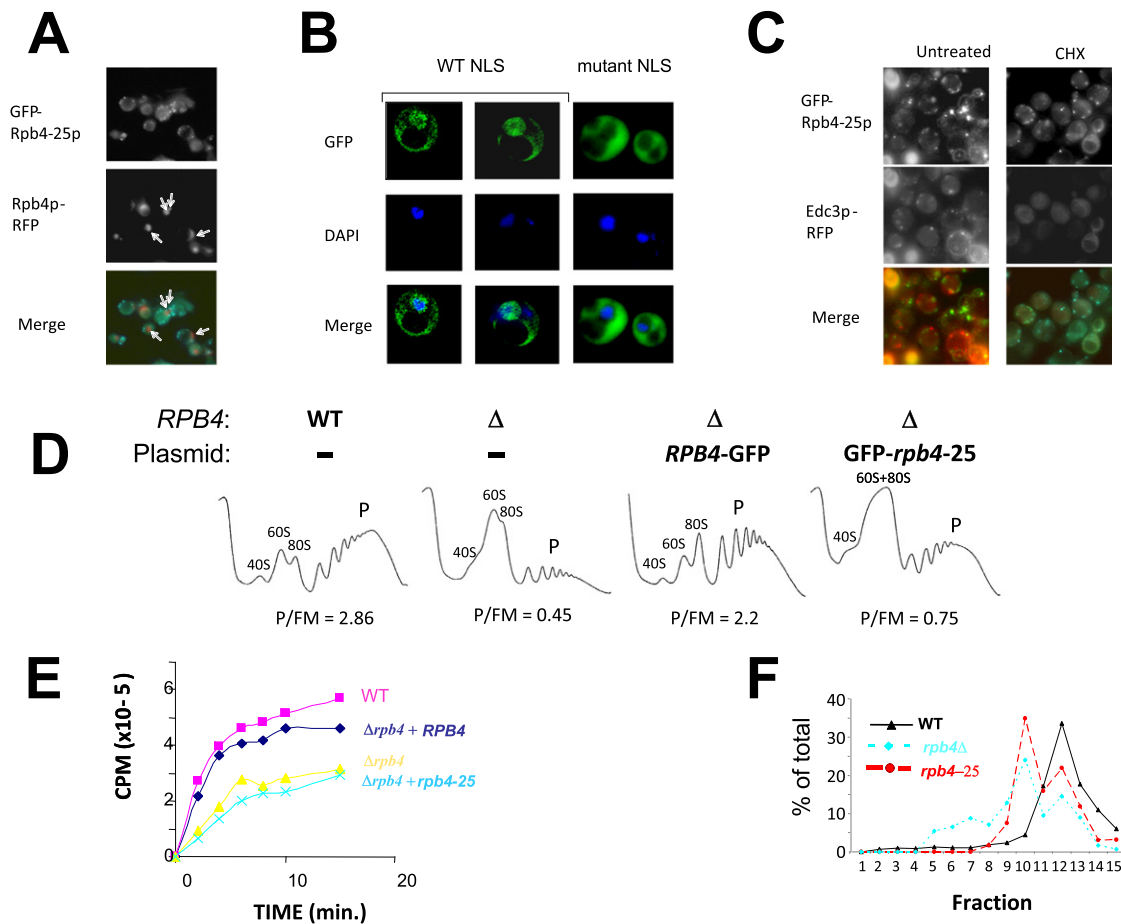 A
GFP-
Rpb4-25p
Rpb4p-
RFP
Merge
B
WT NLS
mutant NLS
GFP
DAPI
Merge
C
Untreated
CHX
GFP-
Rpb4-25p
Edc3p-
RFP
Merge
D
RPB4: WT Δ Δ Δ
Plasmid: - - RPB4-GFP GFP-rpb4-25
40S
60S
80S
P
P/FM = 2.86
40S
60S
80S
P
P/FM = 0.45
40S
60S
80S
P
P/FM = 2.2
40S
60S+80S
P
P/FM = 0.75
E
CPM (x10- 5)
6
4
2
0
0 10 20
TIME (min.)
WT
Δrpb4 + RPB4
Δrpb4
Δrpb4 + rpb4-25
F
% of total
40
30
20
10
0
WT
rpb4Δ
rpb4-25
1 2 3 4 5 6 7 8 9 10 11 12 13 14 15
Fraction